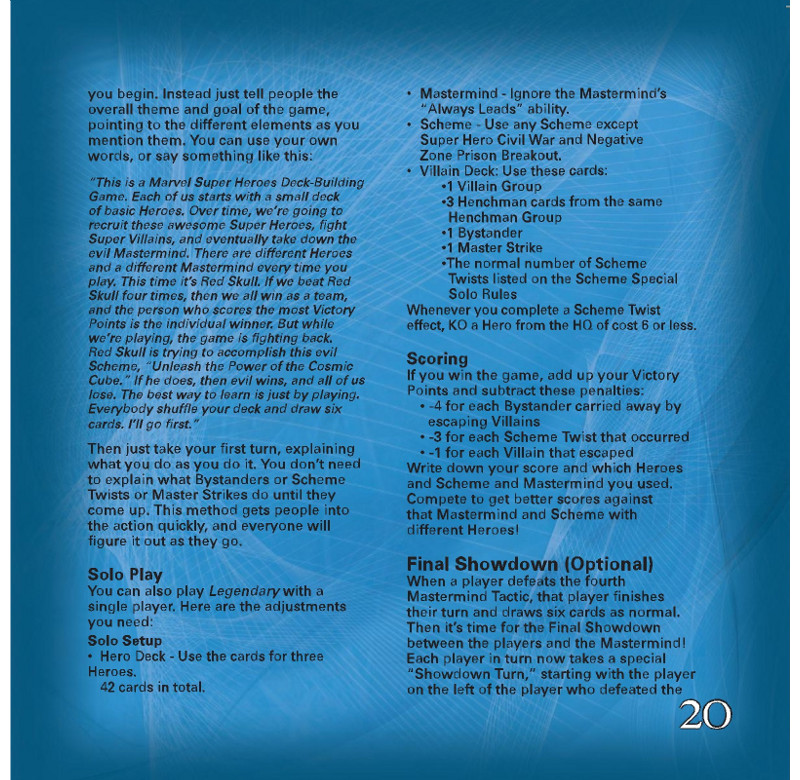 you begin. Instead just tell people the
overall theme and goal of the game,
pointing to the different elements as you
mention them. You can use your own
words, or say something like this:
"This is a Marvel Super Heroes Deck-Building
Game. Each of us starts with a small deck
of basic Heroes. Over time, we're going to
recruit these awesome Super Heroes, fight
Super Villains, and eventually take down the
evil Mastermind. There are different Heroes
and a different Mastermind every time you
play. This time it's Red Skull. If we beat Red
Skull four times, then we all win as a team,
and the person who scores the most Victory
Points is the individual winner. But while
we're playing, the game is fighting back.
Red Skull is trying to accomplish this evil
Scheme, "Unleash the Power of the Cosmic
Cube." If he does, then evil wins, and all of us
lose. The best way to learn is just by playing.
Everybody shuffle your deck and draw six
cards. I'll go first."
Then just take your first turn, explaining
what you do as you do it. You don't need
to explain what Bystanders or Scheme
Twists or Master Strikes do until they
come up. This method gets people into
the action quickly, and everyone will
figure it out as they go.
Solo Play
You can also play Legendary with a
single player. Here are the adjustments
you need:
Solo Setup
• Hero Deck - Use the cards for three
Heroes.
42 cards in total.
• Mastermind - Ignore the Mastermind's
"Always Leads" ability.
• Scheme - Use any Scheme except
Super Hero Civil War and Negative
Zone Prison Breakout.
• Villain Deck: Use these cards:
•1 Villain Group
•3 Henchman cards from the same
Henchman Group
•1 Bystander
•1 Master Strike
•The normal number of Scheme
Twists listed on the Scheme Special
Solo Rules
Whenever you complete a Scheme Twist
effect, KO a Hero from the HQ of cost 6 or less.
Scoring
If you win the game, add up your Victory
Points and subtract these penalties:
• -4 for each Bystander carried away by
escaping Villains
• -3 for each Scheme Twist that occurred
• -1 for each Villain that escaped
Write down your score and which Heroes
and Scheme and Mastermind you used.
Compete to get better scores against
that Mastermind and Scheme with
different Heroes!
Final Showdown (Optional)
When a player defeats the fourth
Mastermind Tactic, that player finishes
their turn and draws six cards as normal.
Then it's time for the Final Showdown
between the players and the Mastermind!
Each player in turn now takes a special
"Showdown Turn," starting with the player
on the left of the player who defeated the
20